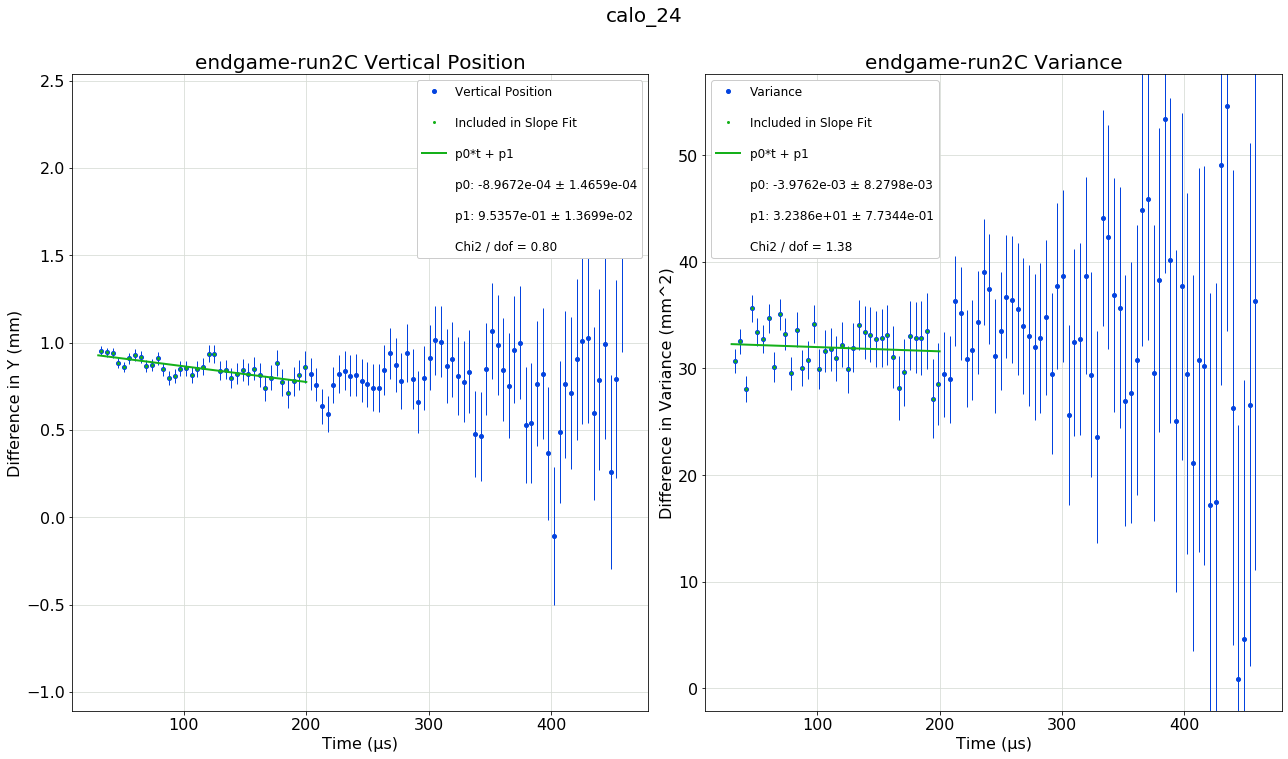 calo_24
endgame-run2C Vertical Position
Vertical Position
Included in Slope Fit
p0*t + p1
p0: -8.9672e-04 ± 1.4659e-04
p1: 9.5357e-01 ± 1.3699e-02
Chi2 / dof = 0.80
Difference in Y (mm)
2.5
2.0
1.5
1.0
0.5
0.0
−0.5
−1.0
100
200
300
400
Time (μs)
endgame-run2C Variance
Variance
Included in Slope Fit
p0*t + p1
p0: -3.9762e-03 ± 8.2798e-03
p1: 3.2386e+01 ± 7.7344e-01
Chi2 / dof = 1.38
Difference in Variance (mm^2)
50
40
30
20
10
0
100
200
300
400
Time (μs)